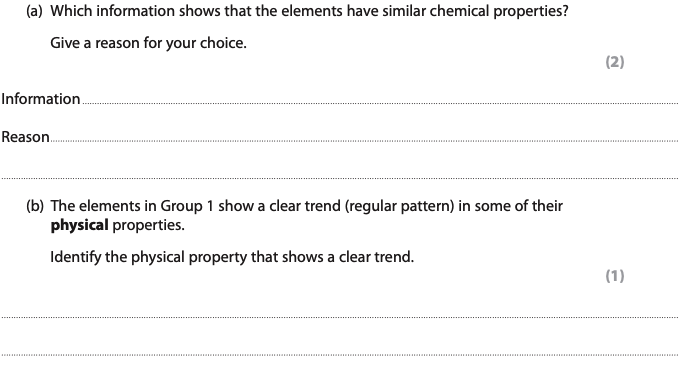 (a) Which information shows that the elements have similar chemical properties?
Give a reason for your choice.
(2)
Information
Reason
(b) The elements in Group 1 show a clear trend (regular pattern) in some of their
physical properties.
Identify the physical property that shows a clear trend.
(1)